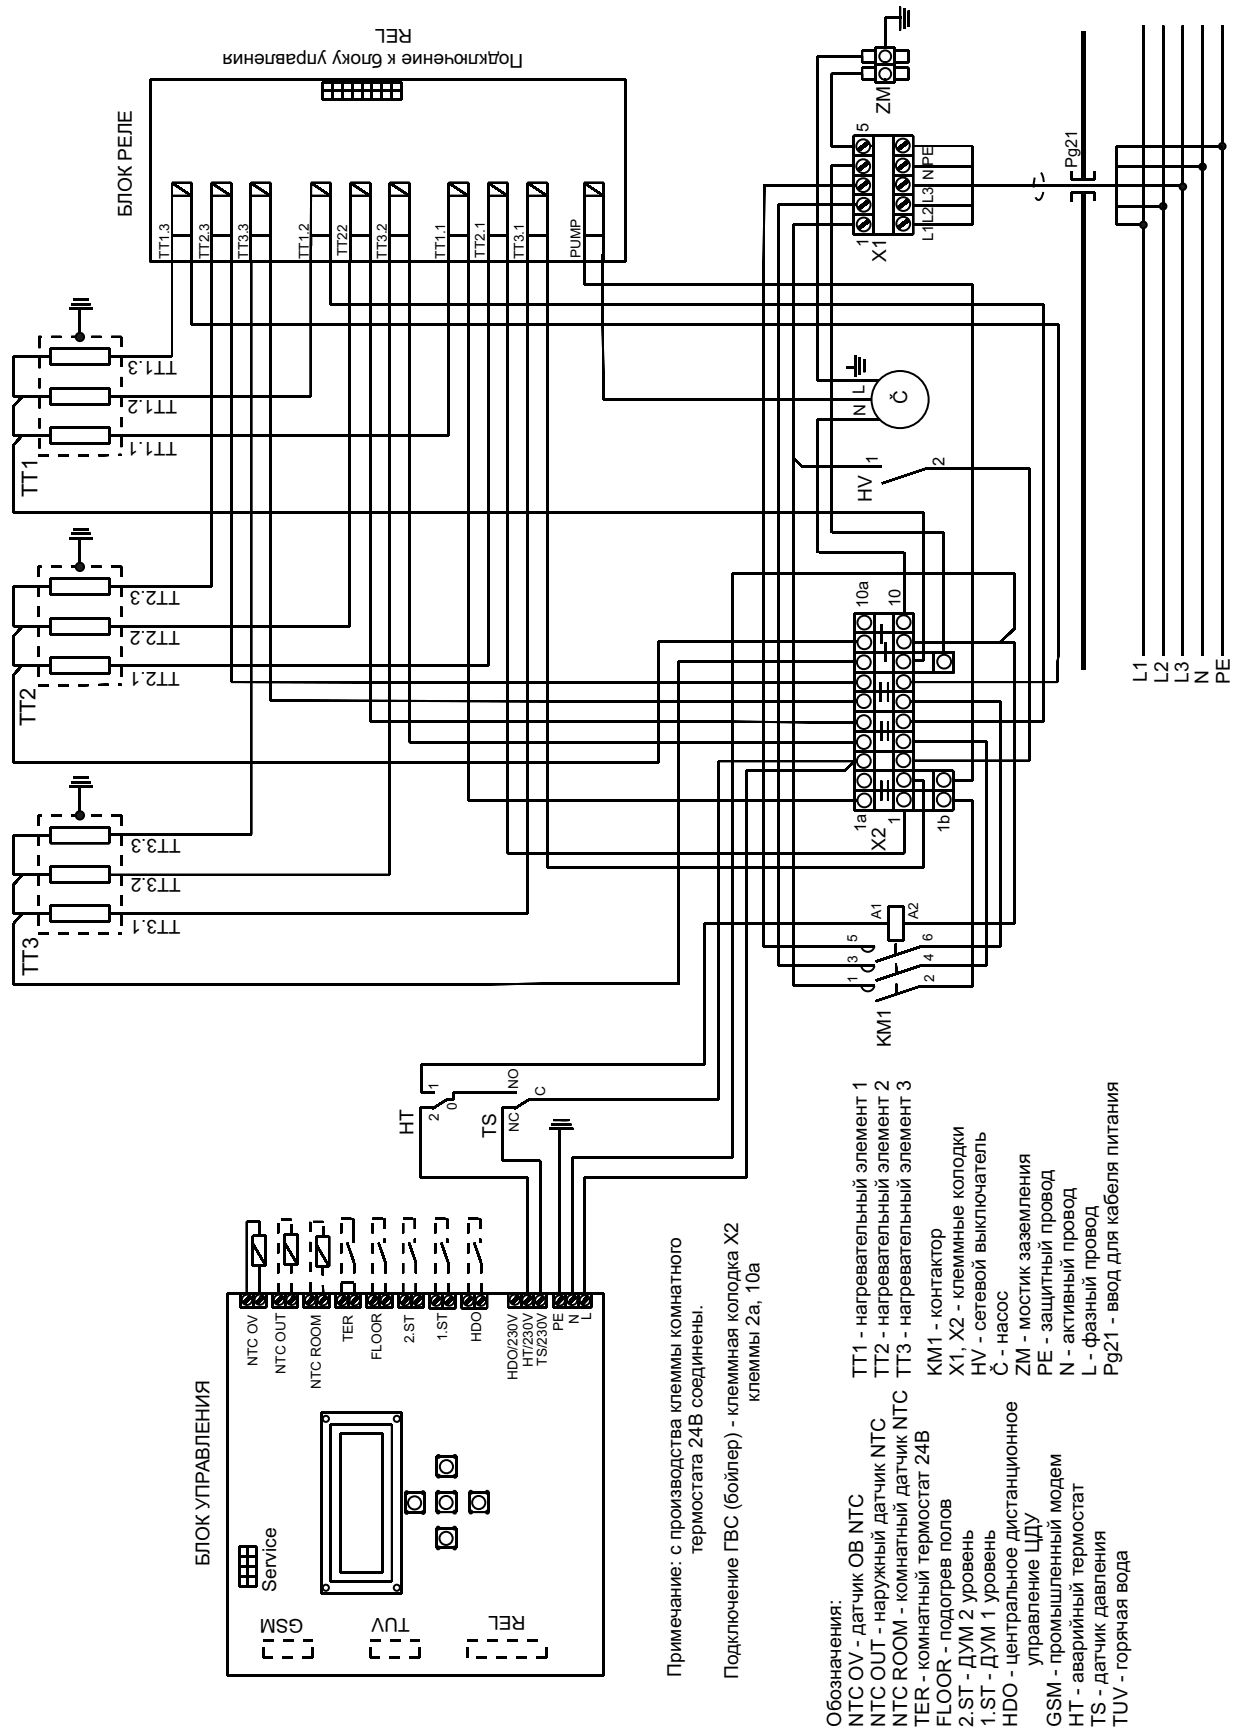 БЛОК УПРАВЛЕНИЯ
Service
GSM
TUV
REL
NTC OV
NTC OUT
NTC ROOM
TER
FLOOR
2.ST
1.ST
HDO
HDO/230V
HT/230V
TS/230V
PE
N
L
HT
1
2
0
TS
NO
NC
C
БЛОК РЕЛЕ
Подключение к блоку управления
REL
TT1.3
TT2.3
TT3.3
TT1.2
TT22
TT3.2
TT1.1
TT2.1
TT3.1
PUMP
TT1
TT1.3
TT1.2
TT1.1
TT2
TT2.3
TT2.2
TT2.1
TT3
TT3.3
TT3.2
TT3.1
ZM
X1
1
5
L1
L2
L3
N
PE
Pg21
L1
L2
L3
N
PE
Č
N
L
HV
1
2
X2
1a
10a
1
10
1b
KM1
1
3
5
2
4
6
A1
A2
Примечание: с производства клеммы комнатного
термостата 24В соединены.
Подключение ГВС (бойлер) - клеммная колодка X2
клеммы 2a, 10a
Обозначения:
NTC OV - датчик ОВ NTC
NTC OUT - наружный датчик NTC
NTC ROOM - комнатный датчик NTC
TER - комнатный термостат 24В
FLOOR - подогрев полов
2.ST - ДУМ 2 уровень
1.ST - ДУМ 1 уровень
HDO - центральное дистанционное
управление ЦДУ
GSM - промышленный модем
HT - аварийный термостат
TS - датчик давления
TUV - горячая вода
TT1 - нагревательный элемент 1
TT2 - нагревательный элемент 2
TT3 - нагревательный элемент 3
KM1 - контактор
X1, X2 - клеммные колодки
HV - сетевой выключатель
Č - насос
ZM - мостик заземления
PE - защитный провод
N - активный провод
L - фазный провод
Pg21 - ввод для кабеля питания